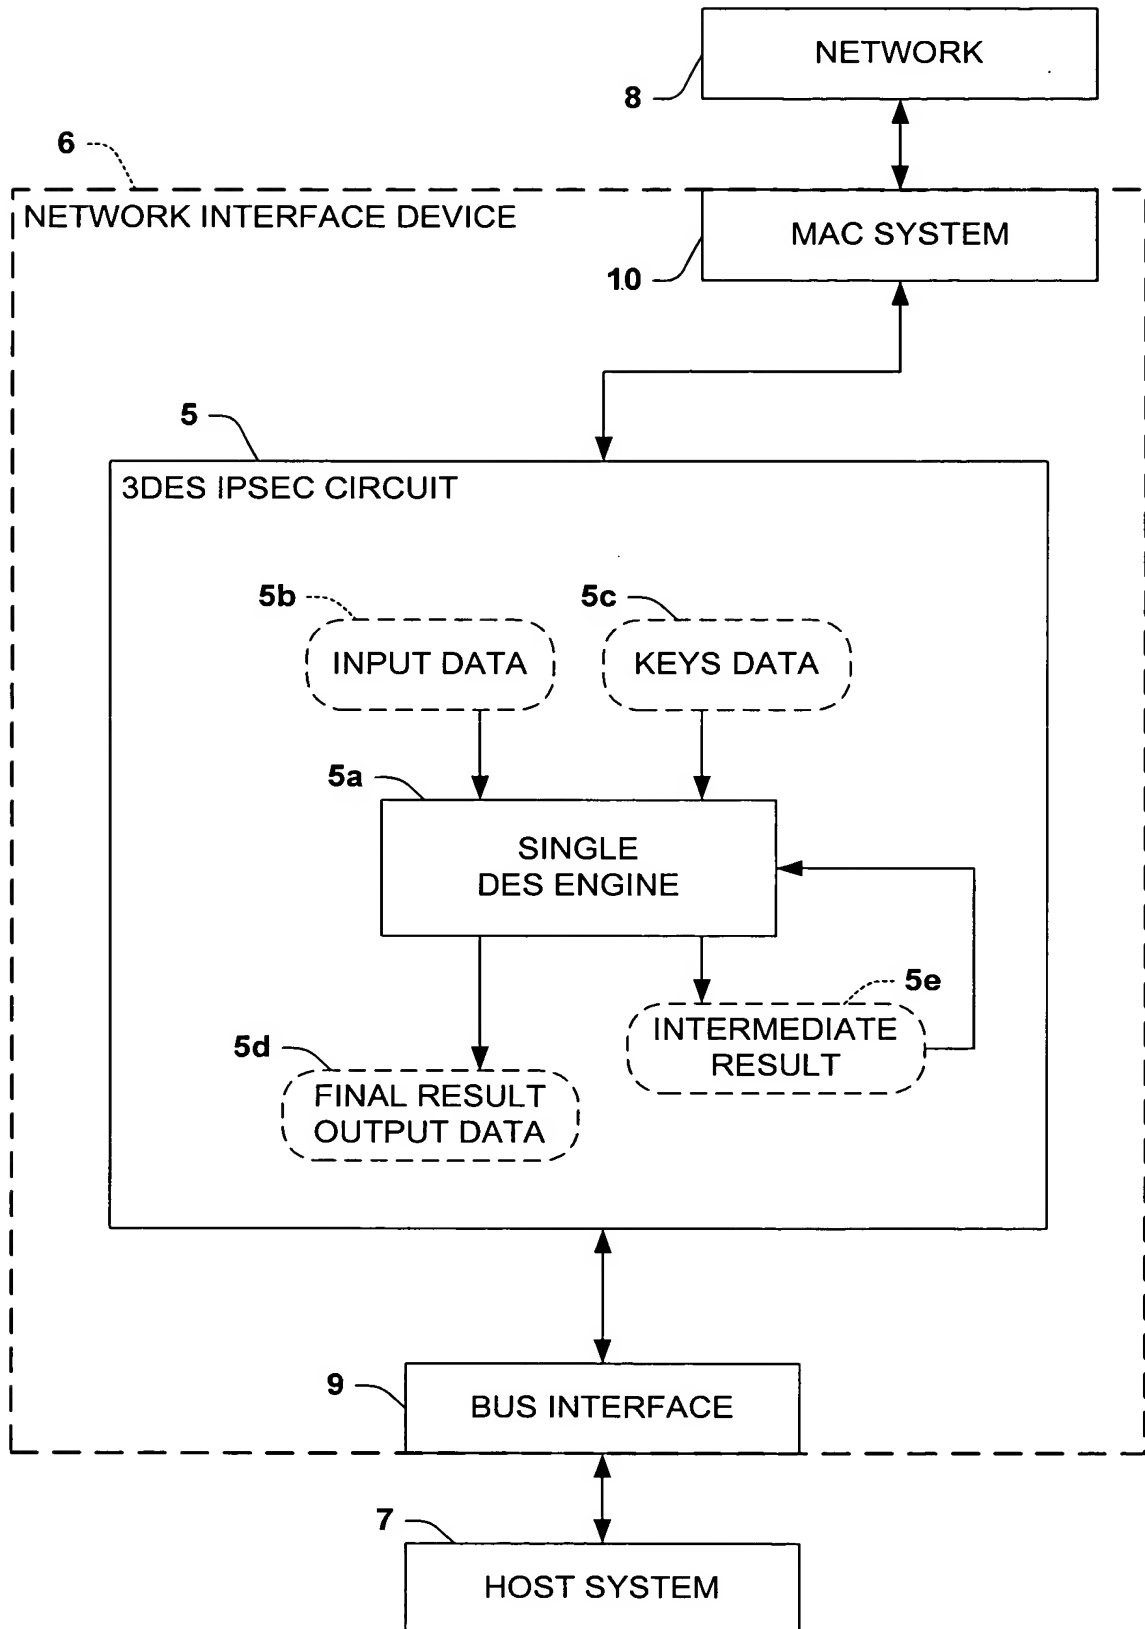 NETWORK
8
6
NETWORK INTERFACE DEVICE
MAC SYSTEM
10
5
3DES IPSEC CIRCUIT
5b
5c
INPUT DATA
KEYS DATA
5a
SINGLE
DES ENGINE
5e
INTERMEDIATE
RESULT
5d
FINAL RESULT
OUTPUT DATA
9
BUS INTERFACE
7
HOST SYSTEM